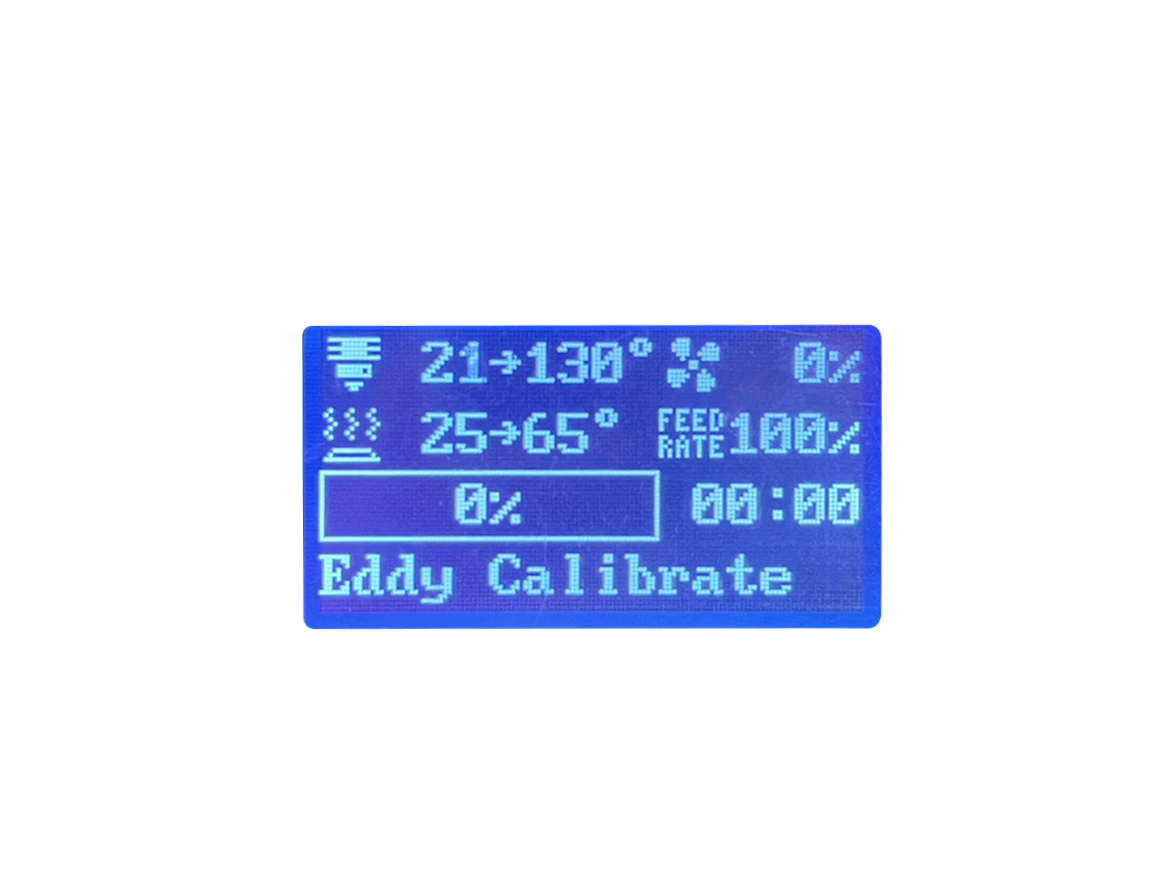 21→130° 0%
25→65° FEED RATE 100%
0% 00:00
Eddy Calibrate